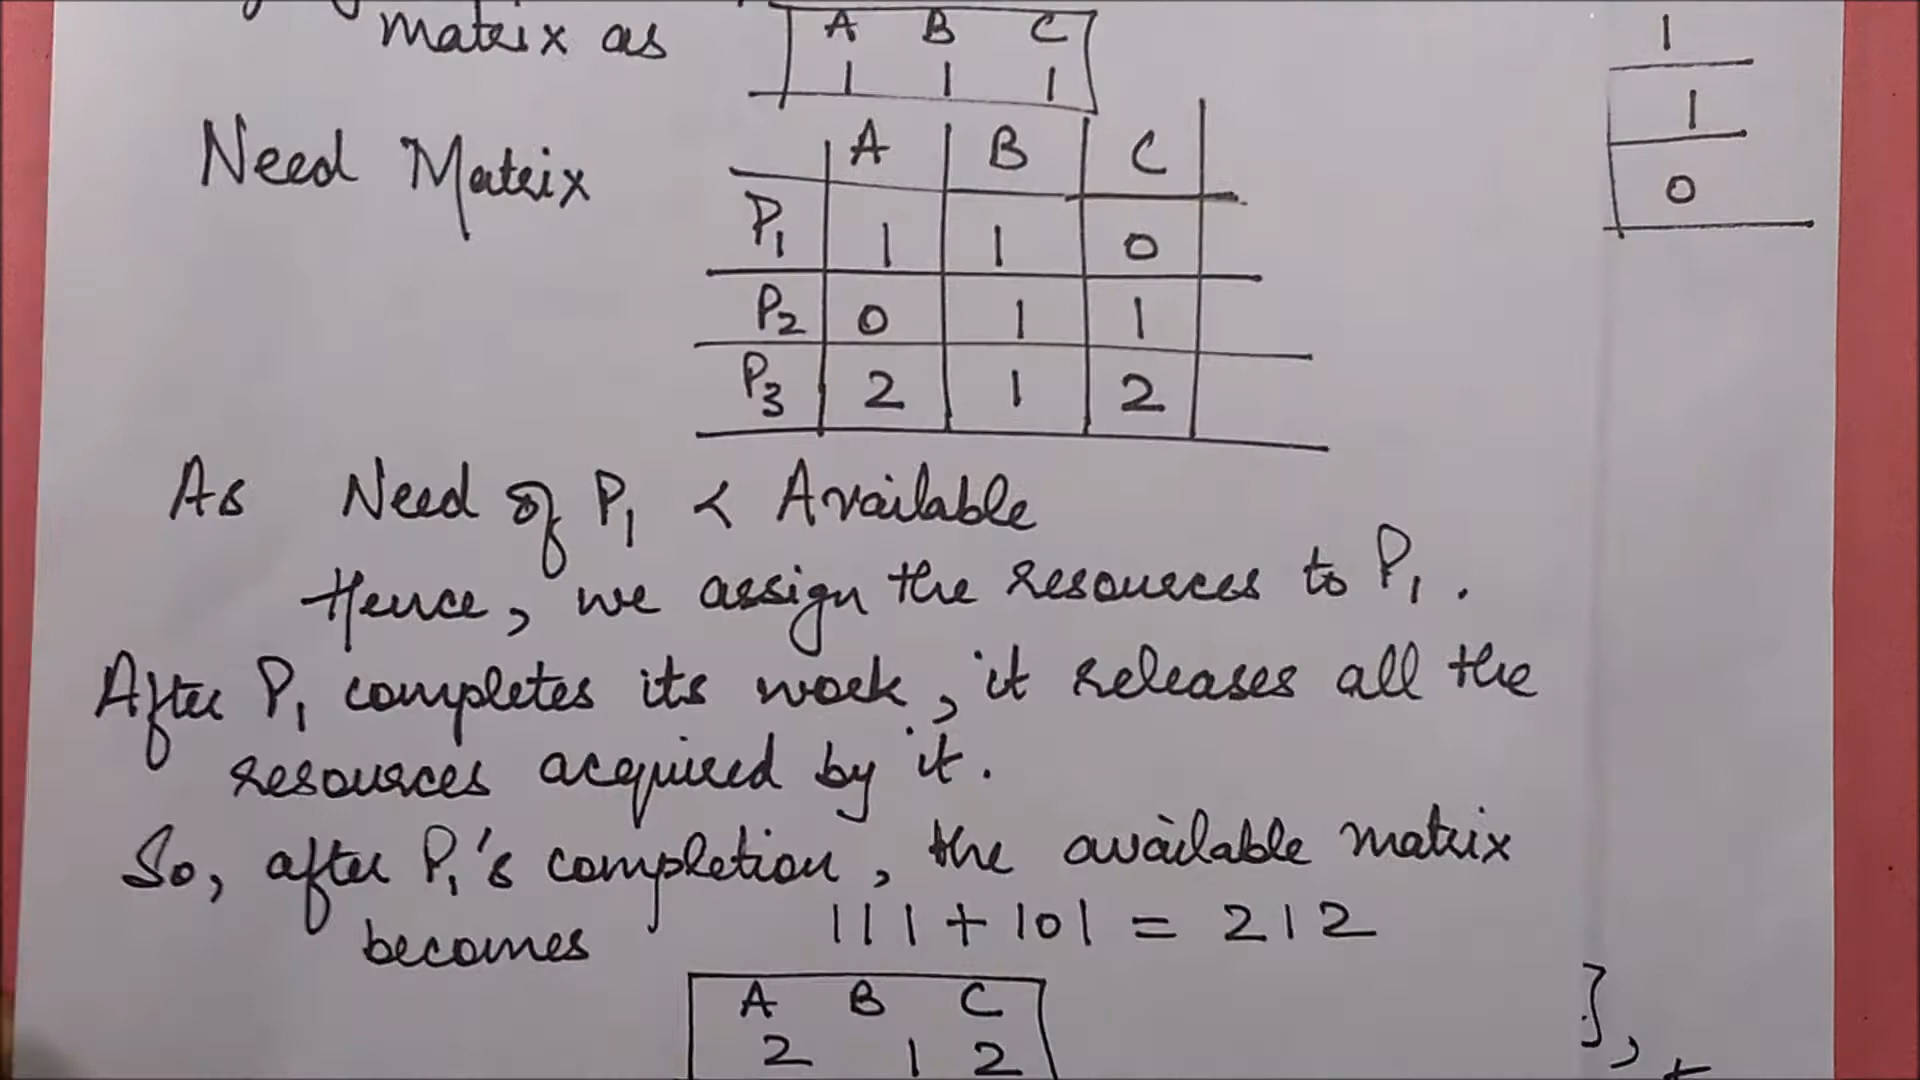 matrix as
A B C
1 1 1
Need Matrix
A B C
P1 1 1 0
P2 0 1 1
P3 2 1 2
As Need of P1 < Available
Hence, we assign the resources to P1.
After P1 completes its work, it releases all the
resources acquired by it.
So, after P1's completion, the available matrix
becomes 111 + 101 = 212
A B C
2 1 2
1
1
0
},